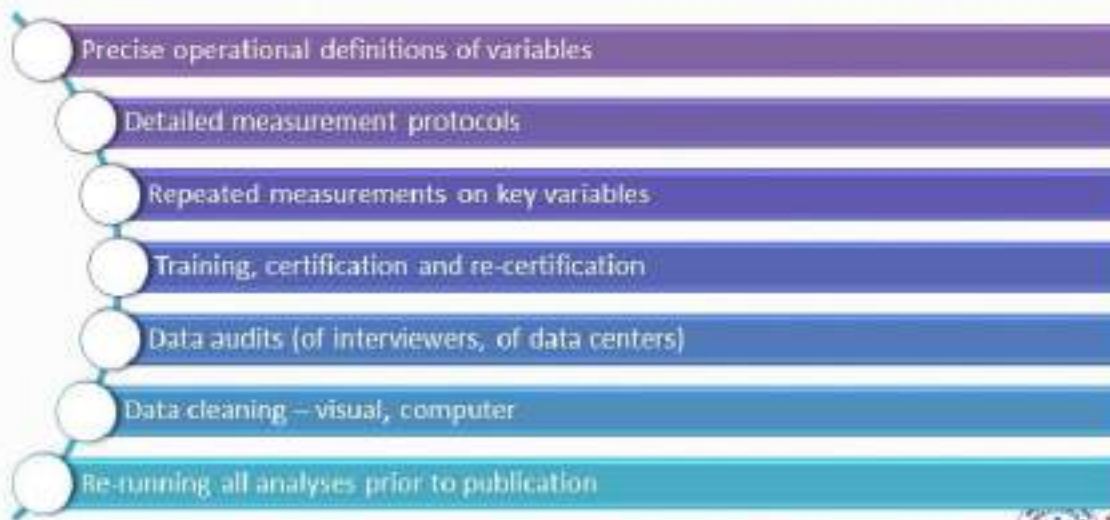 Precise operational definitions of variables
Detailed measurement protocols
Repeated measurements on key variables
Training, certification and re-certification
Data audits (of interviewers, of data centers)
Data cleaning – visual, computer
Re-running all analyses prior to publication